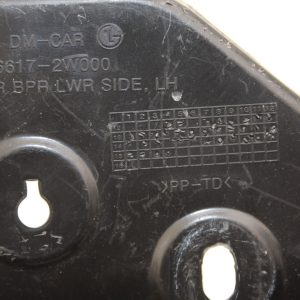 DM-CAR
6617-2W000
R BPR LWR SIDE, LH
>PP-TD<